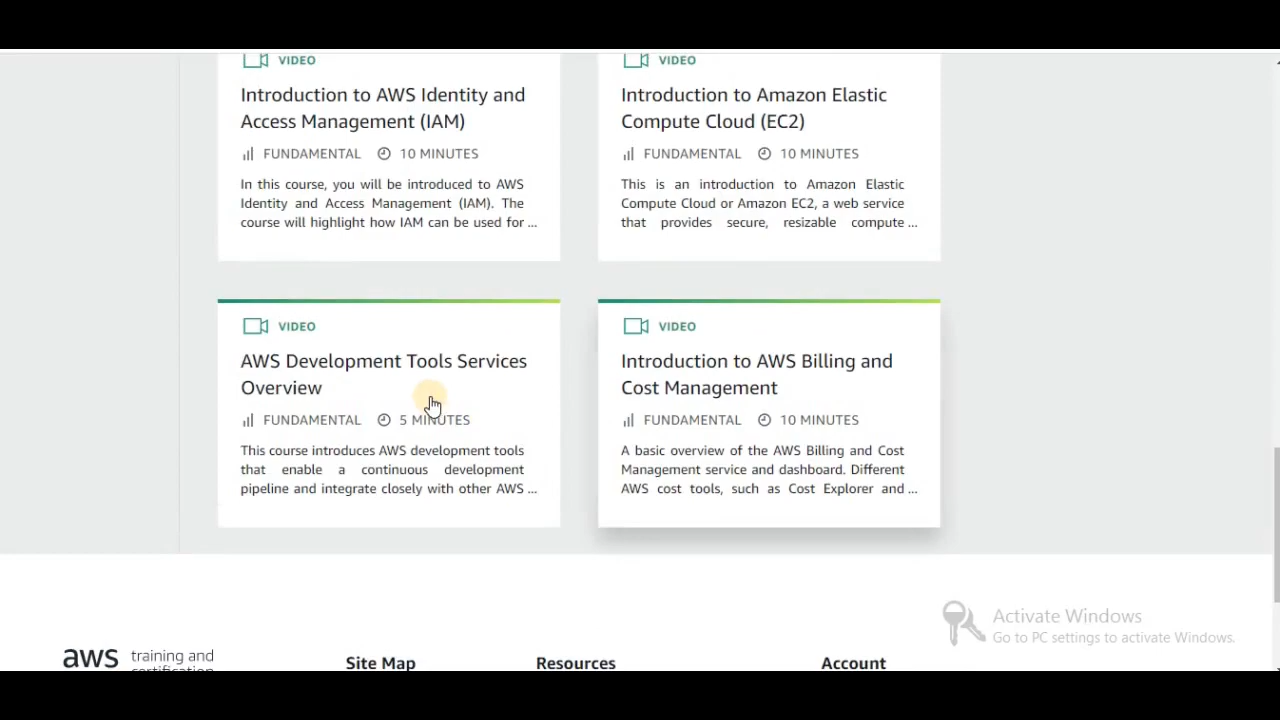 VIDEO
Introduction to AWS Identity and
Access Management (IAM)
FUNDAMENTAL 10 MINUTES
In this course, you will be introduced to AWS
Identity and Access Management (IAM). The
course will highlight how IAM can be used for ...
VIDEO
Introduction to Amazon Elastic
Compute Cloud (EC2)
FUNDAMENTAL 10 MINUTES
This is an introduction to Amazon Elastic
Compute Cloud or Amazon EC2, a web service
that provides secure, resizable compute ...
VIDEO
AWS Development Tools Services
Overview
FUNDAMENTAL 5 MINUTES
This course introduces AWS development tools
that enable a continuous development
pipeline and integrate closely with other AWS ...
VIDEO
Introduction to AWS Billing and
Cost Management
FUNDAMENTAL 10 MINUTES
A basic overview of the AWS Billing and Cost
Management service and dashboard. Different
AWS cost tools, such as Cost Explorer and ...
Activate Windows
Go to PC settings to activate Windows.
aws training and
certification
Site Map
Resources
Account